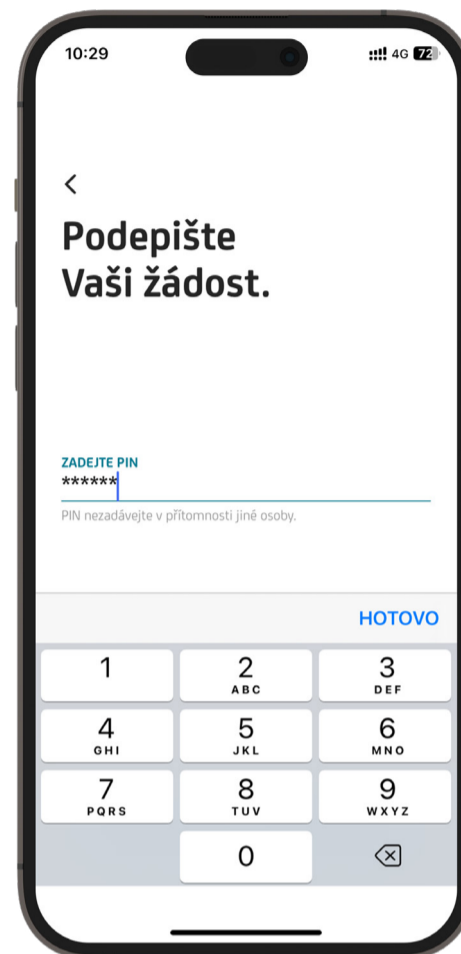 10:29
4G 72
Podepište
Vaši žádost.
ZADEJTE PIN
******
PIN nezadávejte v přítomnosti jiné osoby.
HOTOVO
1 2 3
ABC DEF
4 5 6
GHI JKL MNO
7 8 9
PQRS TUV WXYZ
0